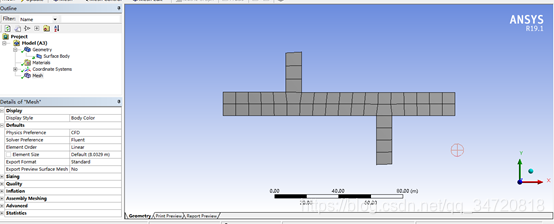 Outline
Filter: Name
Project
Model (A3)
Geometry
Surface Body
Materials
Coordinate Systems
Mesh
Details of "Mesh"
Display
Display Style Body Color
Defaults
Physics Preference CFD
Solver Preference Fluent
Element Order Linear
Element Size Default (8.0329 m)
Export Format Standard
Export Preview Surface Mesh No
Sizing
Quality
Inflation
Assembly Meshing
Advanced
Statistics
ANSYS
R19.1
0.00 40.00 80.00 (m)
20.00 60.00
Y
X
Geometry Print Preview Report Preview
https://blog.csdn.net/qq_34720818